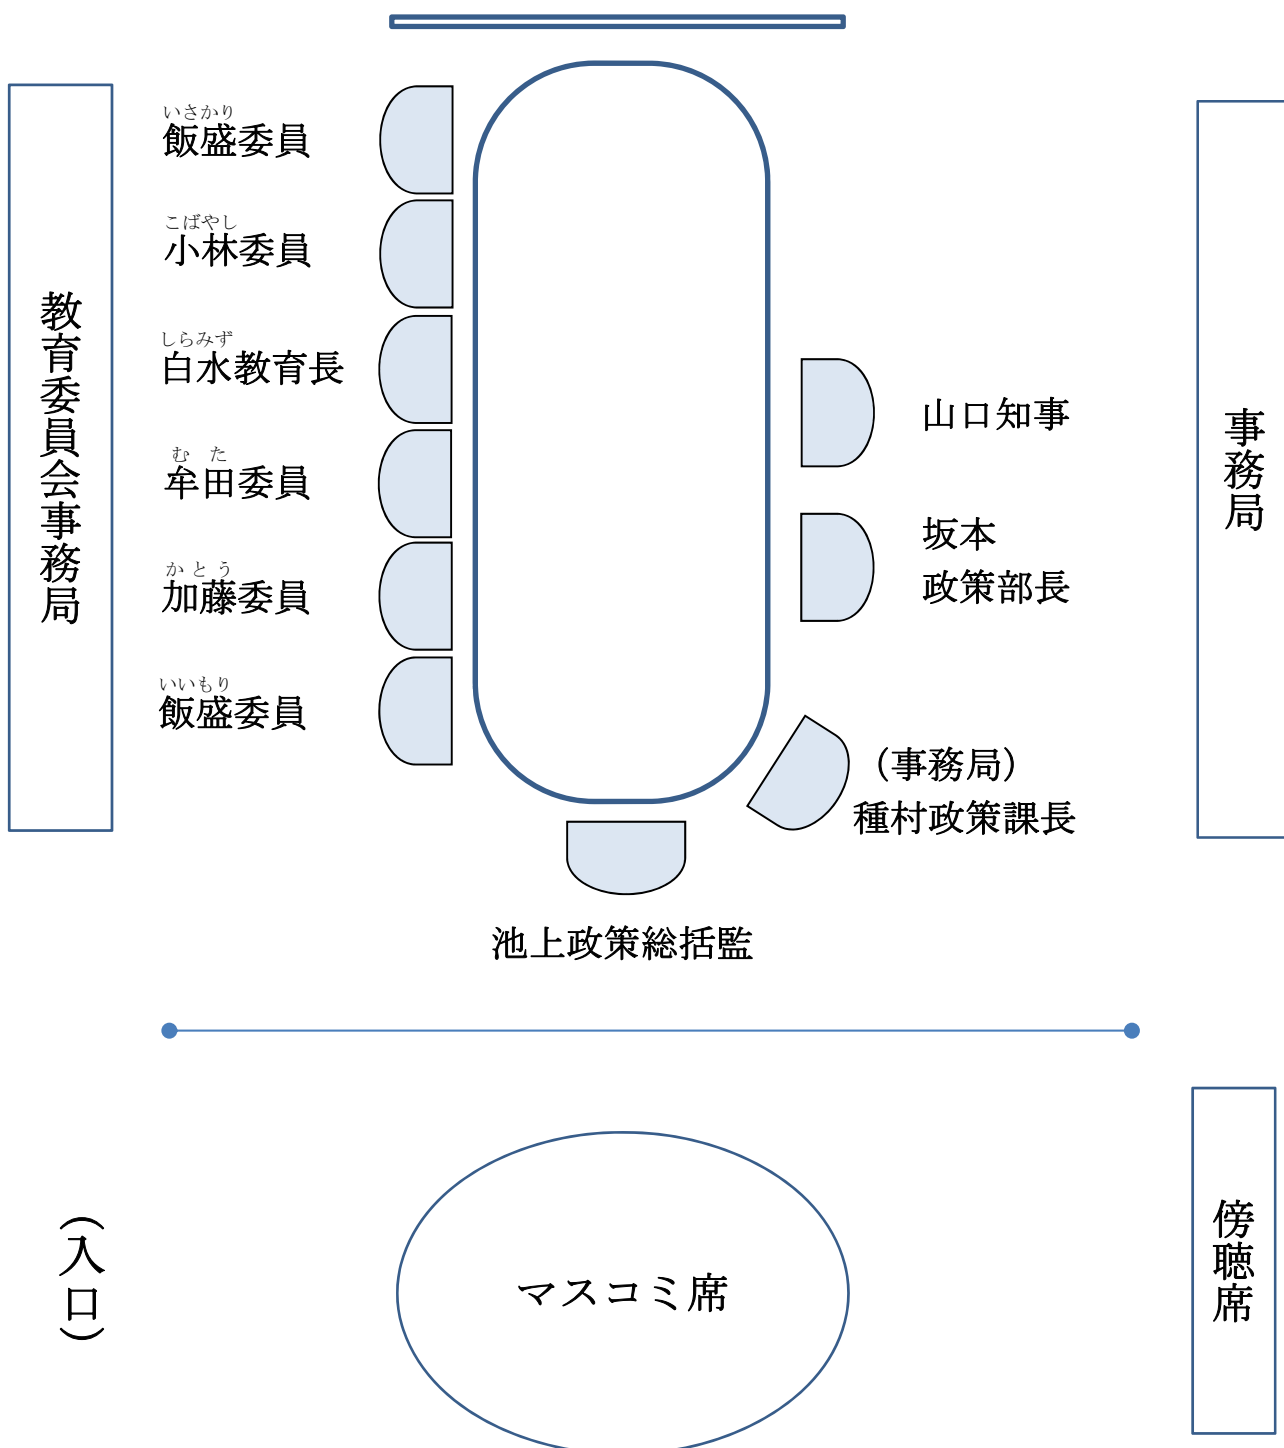 教育委員会事務局
いさかり
飯盛委員
こばやし
小林委員
しらみず
白水教育長
む た
牟田委員
かとう
加藤委員
いいもり
飯盛委員
山口知事
坂本
政策部長
（事務局）
種村政策課長
池上政策総括監
事務局
（入口）
マスコミ席
傍聴席